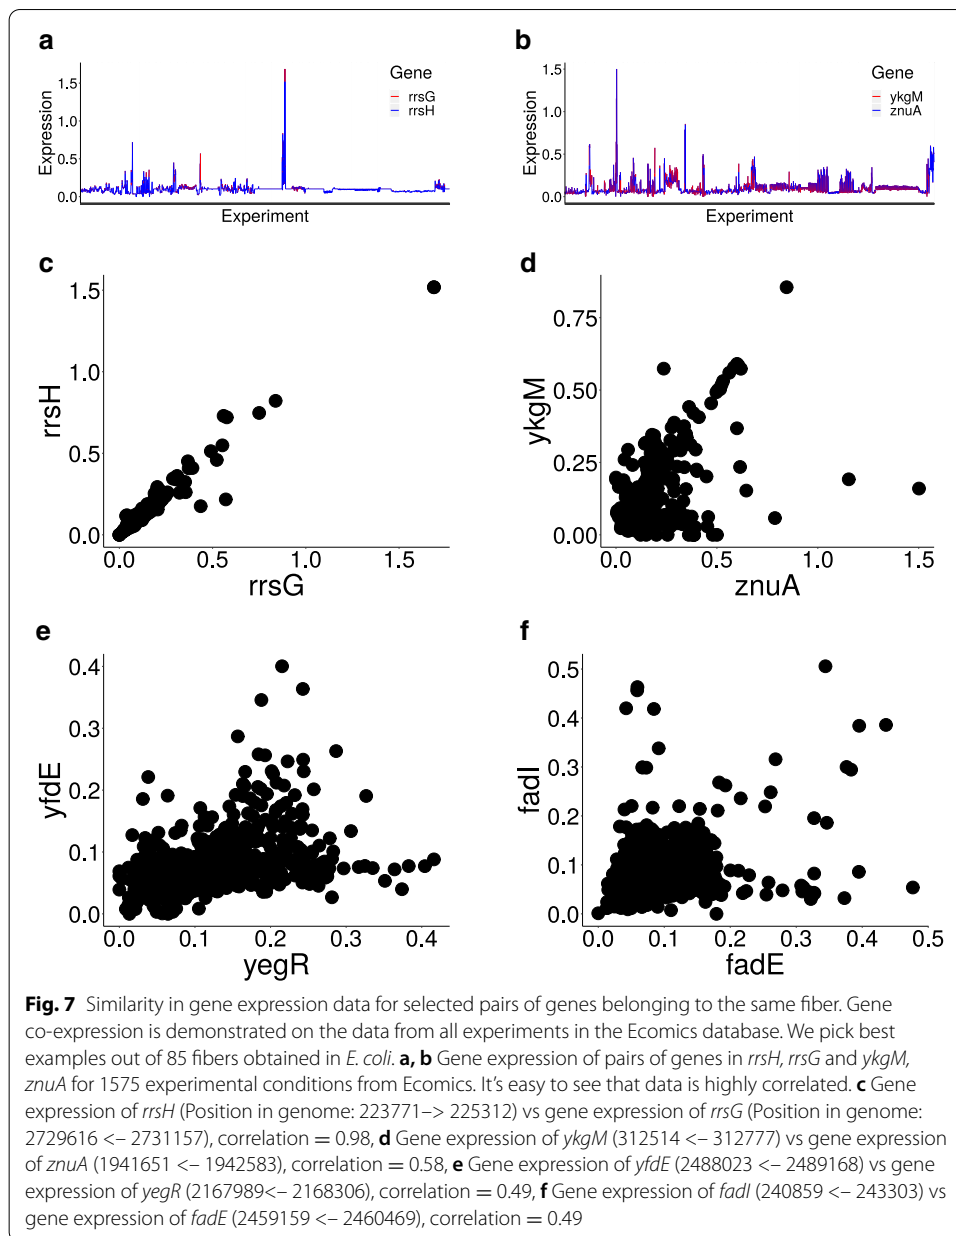 a
1.5
1.0
0.5
0.0
Expression
Experiment
Gene
rrsG
rrsH
b
1.5
1.0
0.5
0.0
Expression
Experiment
Gene
ykgM
znuA
c
1.5
1.0
0.5
0.0
rrsH
0.0 0.5 1.0 1.5
rrsG
d
0.75
0.50
0.25
0.00
ykgM
0.0 0.5 1.0 1.5
znuA
e
0.4
0.3
0.2
0.1
0.0
yfdE
0.0 0.1 0.2 0.3 0.4
yegR
f
0.5
0.4
0.3
0.2
0.1
0.0
fadI
0.0 0.1 0.2 0.3 0.4 0.5
fadE
Fig. 7 Similarity in gene expression data for selected pairs of genes belonging to the same fiber. Gene
co-expression is demonstrated on the data from all experiments in the Ecomics database. We pick best
examples out of 85 fibers obtained in E. coli. a, b Gene expression of pairs of genes in rrsH, rrsG and ykgM,
znuA for 1575 experimental conditions from Ecomics. It's easy to see that data is highly correlated. c Gene
expression of rrsH (Position in genome: 223771–> 225312) vs gene expression of rrsG (Position in genome:
2729616 <– 2731157), correlation = 0.98, d Gene expression of ykgM (312514 <– 312777) vs gene expression
of znuA (1941651 <– 1942583), correlation = 0.58, e Gene expression of yfdE (2488023 <– 2489168) vs gene
expression of yegR (2167989<– 2168306), correlation = 0.49, f Gene expression of fadI (240859 <– 243303) vs
gene expression of fadE (2459159 <– 2460469), correlation = 0.49